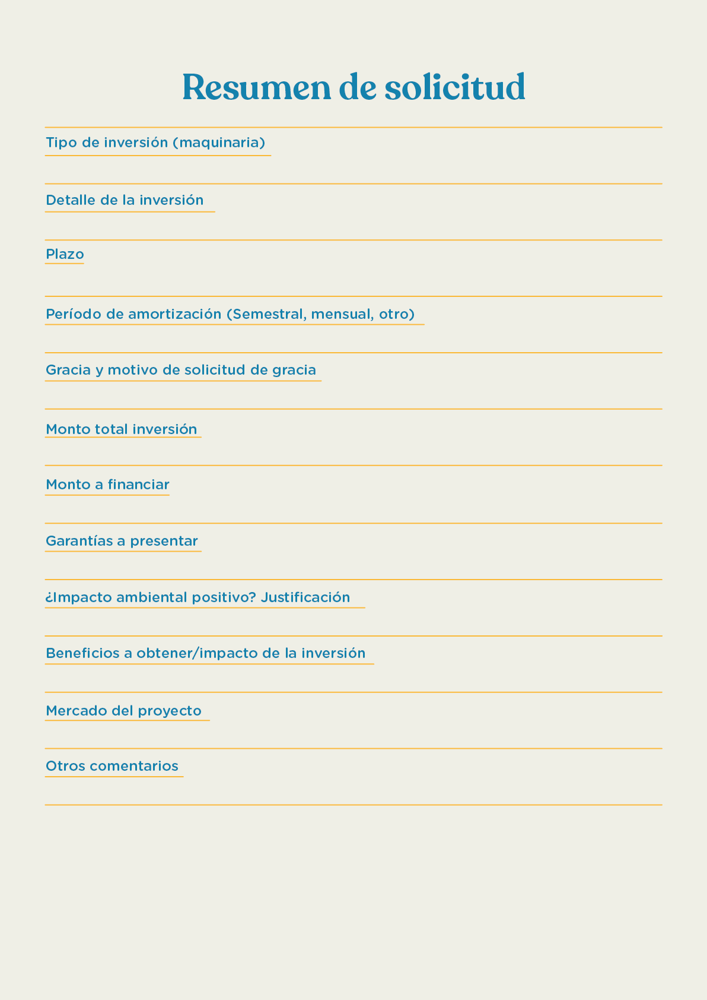 Resumen de solicitud
Tipo de inversión (maquinaria)
Detalle de la inversión
Plazo
Período de amortización (Semestral, mensual, otro)
Gracia y motivo de solicitud de gracia
Monto total inversión
Monto a financiar
Garantías a presentar
¿Impacto ambiental positivo? Justificación
Beneficios a obtener/impacto de la inversión
Mercado del proyecto
Otros comentarios